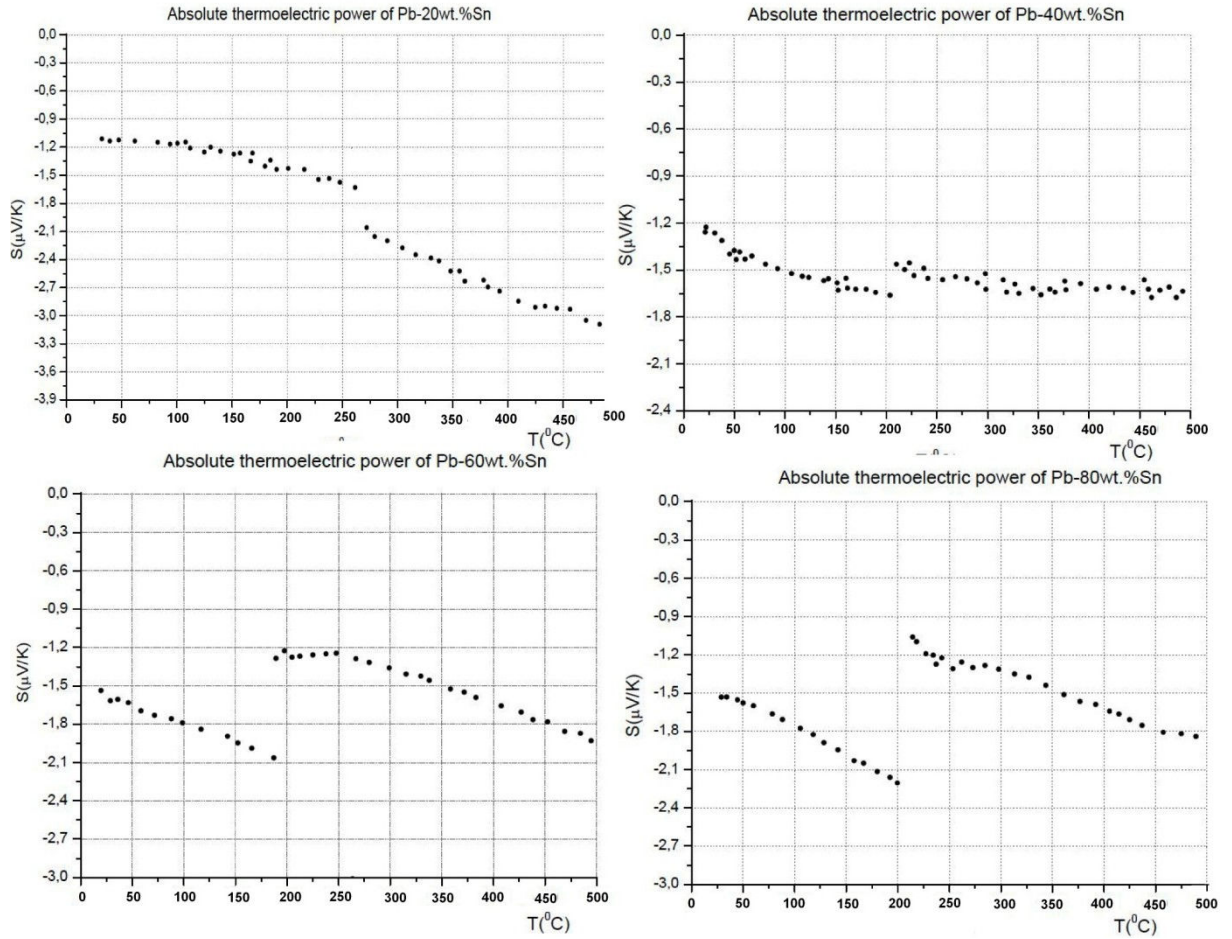 Absolute thermoelectric power of Pb-20wt.%Sn
S(μV/K)
0,0
-0,3
-0,6
-0,9
-1,2
-1,5
-1,8
-2,1
-2,4
-2,7
-3,0
-3,3
-3,6
-3,9
0 50 100 150 200 250 300 350 400 450 500
T(⁰C)
Absolute thermoelectric power of Pb-40wt.%Sn
S(μV/K)
0,0
-0,3
-0,6
-0,9
-1,2
-1,5
-1,8
-2,1
-2,4
0 50 100 150 200 250 300 350 400 450 500
T(⁰C)
Absolute thermoelectric power of Pb-60wt.%Sn
S(μV/K)
0,0
-0,3
-0,6
-0,9
-1,2
-1,5
-1,8
-2,1
-2,4
-2,7
-3,0
0 50 100 150 200 250 300 350 400 450 500
T(⁰C)
Absolute thermoelectric power of Pb-80wt.%Sn
S(μV/K)
0,0
-0,3
-0,6
-0,9
-1,2
-1,5
-1,8
-2,1
-2,4
-2,7
-3,0
0 50 100 150 200 250 300 350 400 450 500
T(⁰C)